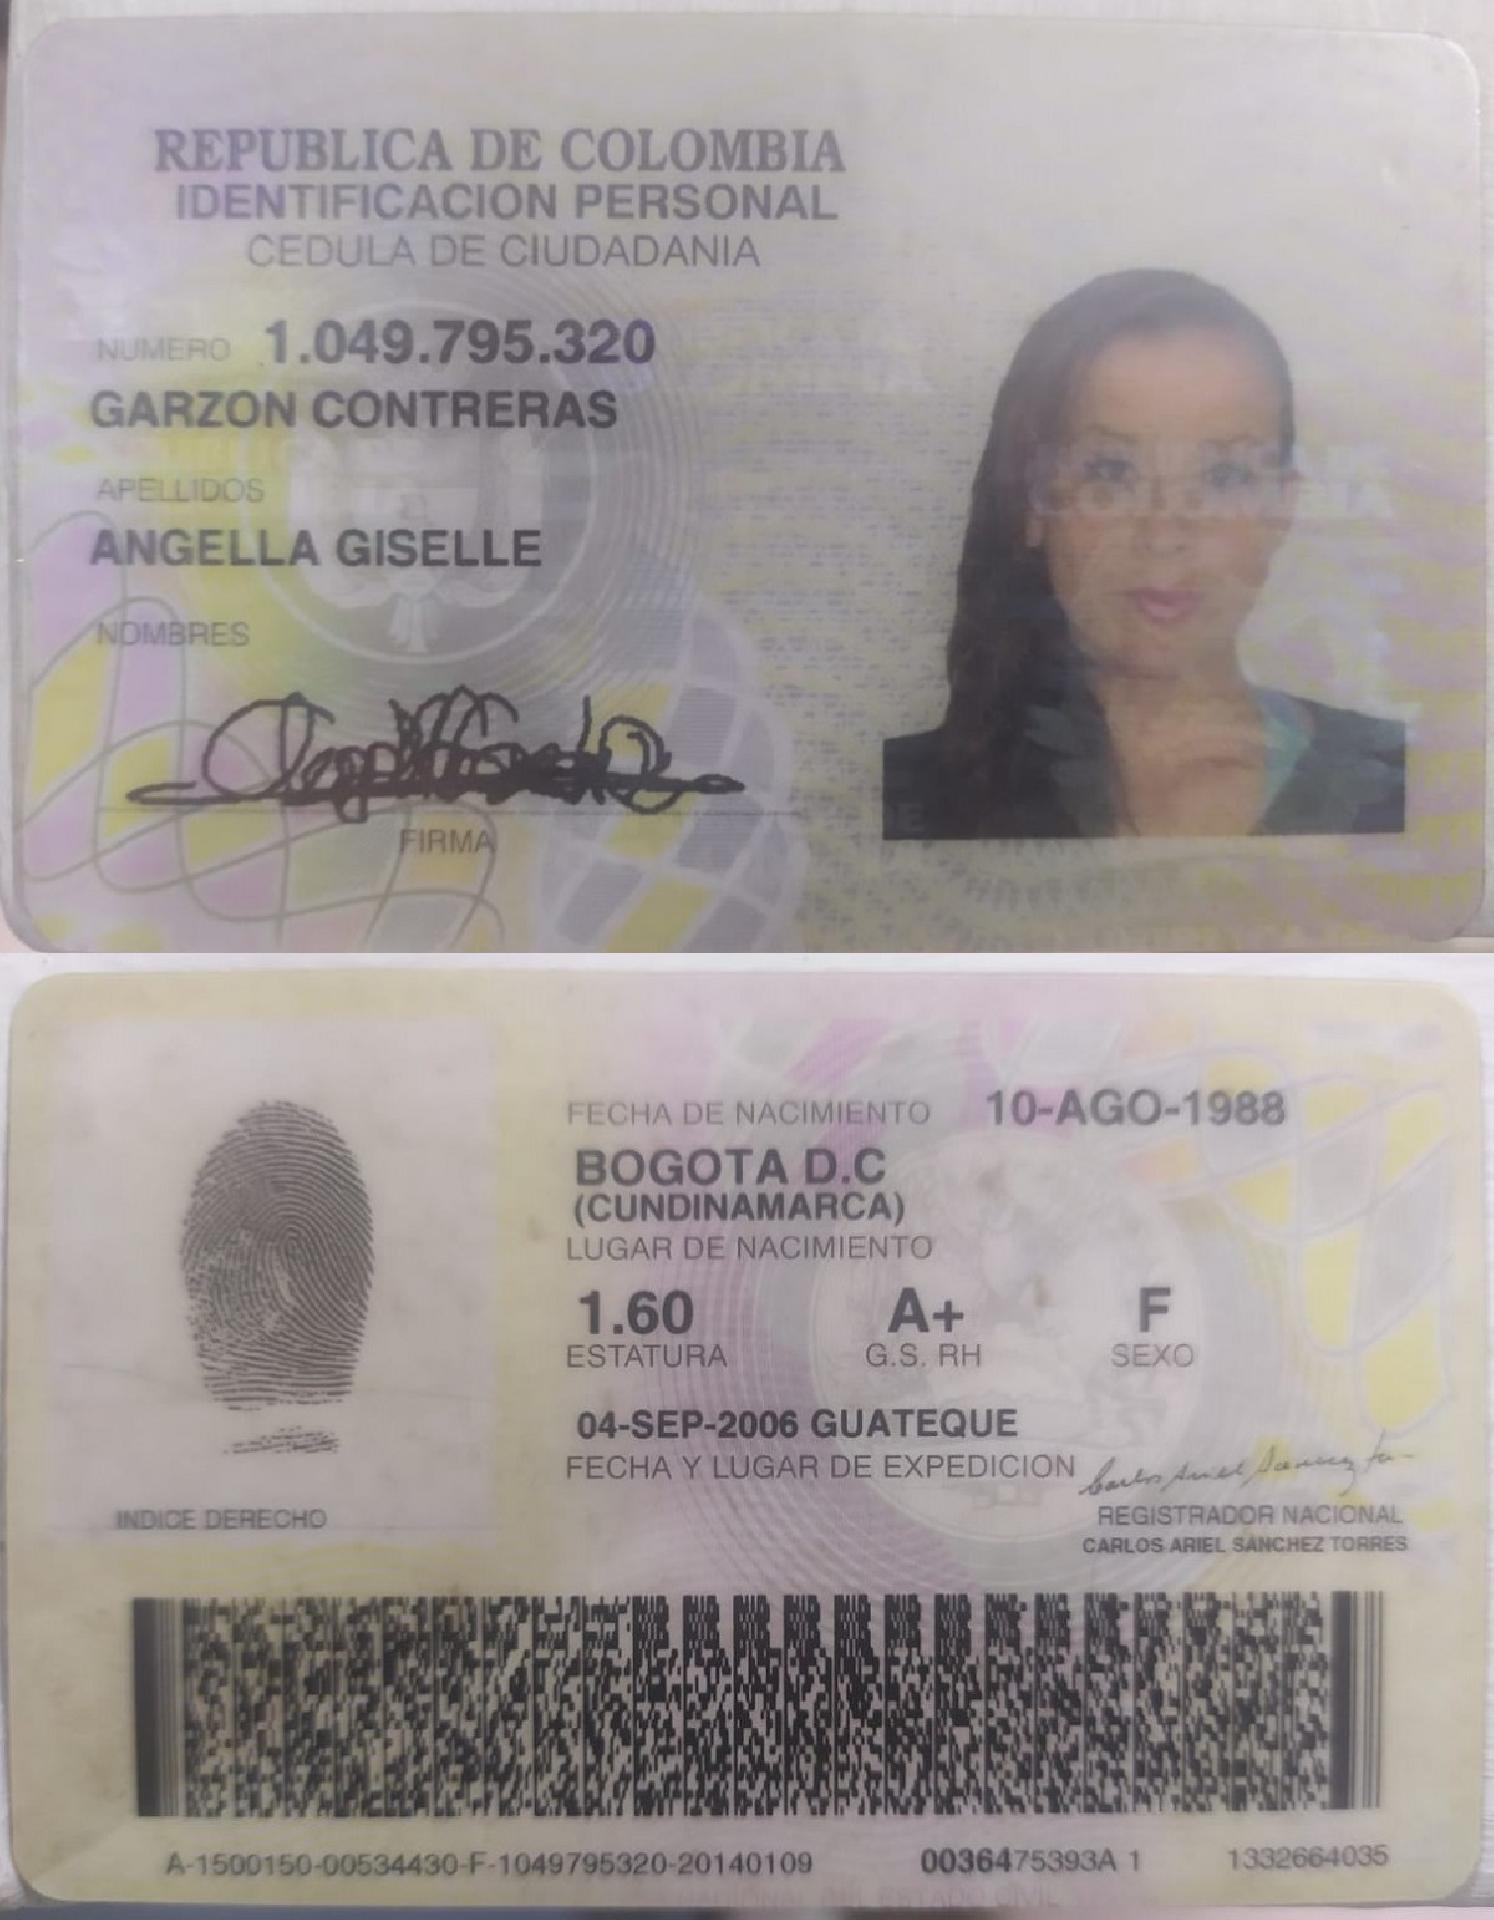 REPUBLICA DE COLOMBIA
IDENTIFICACION PERSONAL
CEDULA DE CIUDADANIA
NUMERO 1.049.795.320
GARZON CONTRERAS
APELLIDOS
ANGELLA GISELLE
NOMBRES
FIRMA
FECHA DE NACIMIENTO 10-AGO-1988
BOGOTA D.C
(CUNDINAMARCA)
LUGAR DE NACIMIENTO
1.60 A+ F
ESTATURA G.S. RH SEXO
04-SEP-2006 GUATEQUE
FECHA Y LUGAR DE EXPEDICION
INDICE DERECHO
REGISTRADOR NACIONAL
CARLOS ARIEL SANCHEZ TORRES
A-1500150-00534430-F-1049795320-20140109 0036475393A 1 1332664035